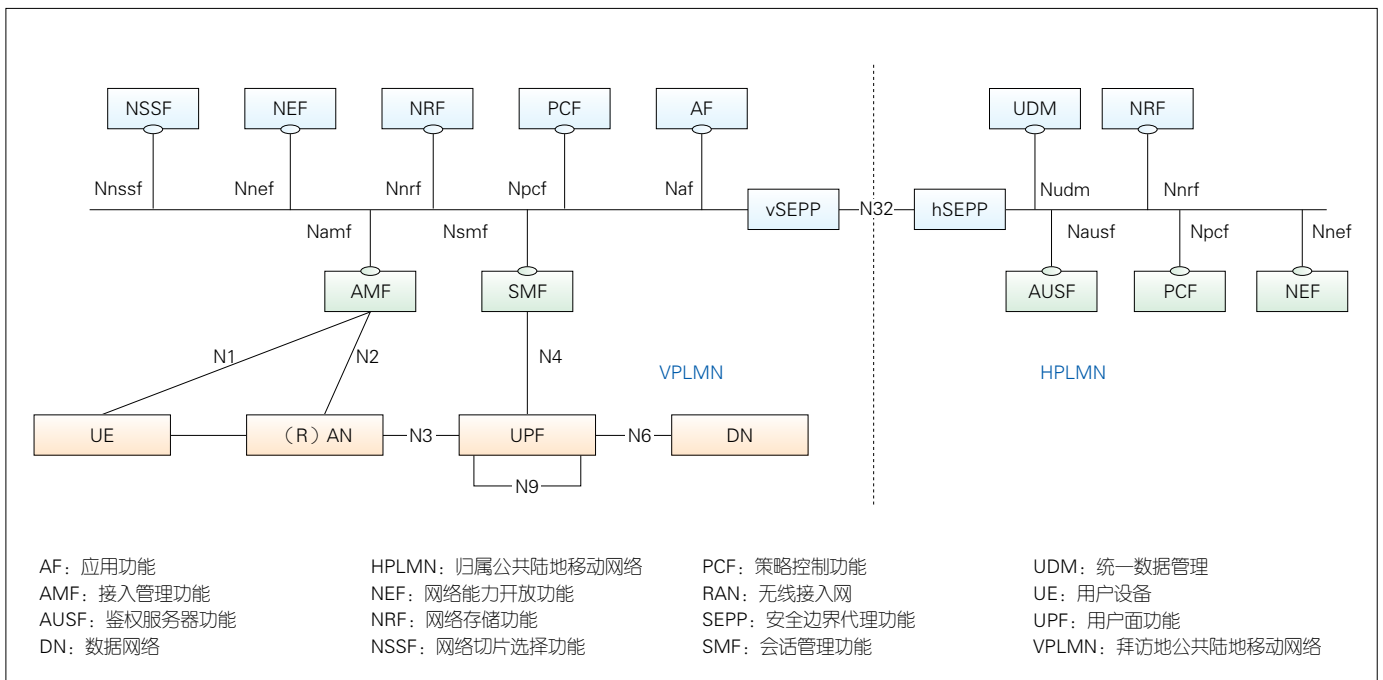 NSSF NEF NRF PCF AF UDM NRF
Nnssf Nnef Nnrf Npcf Naf Nudm Nnrf
vSEPP N32 hSEPP
Namf Nsmf Nausf Npcf Nnef
AMF SMF AUSF PCF NEF
N1 N2 N4
VPLMN HPLMN
UE （R）AN N3 UPF N6 DN
N9
AF：应用功能 HPLMN：归属公共陆地移动网络 PCF：策略控制功能 UDM：统一数据管理
AMF：接入管理功能 NEF：网络能力开放功能 RAN：无线接入网 UE：用户设备
AUSF：鉴权服务器功能 NRF：网络存储功能 SEPP：安全边界代理功能 UPF：用户面功能
DN：数据网络 NSSF：网络切片选择功能 SMF：会话管理功能 VPLMN：拜访地公共陆地移动网络